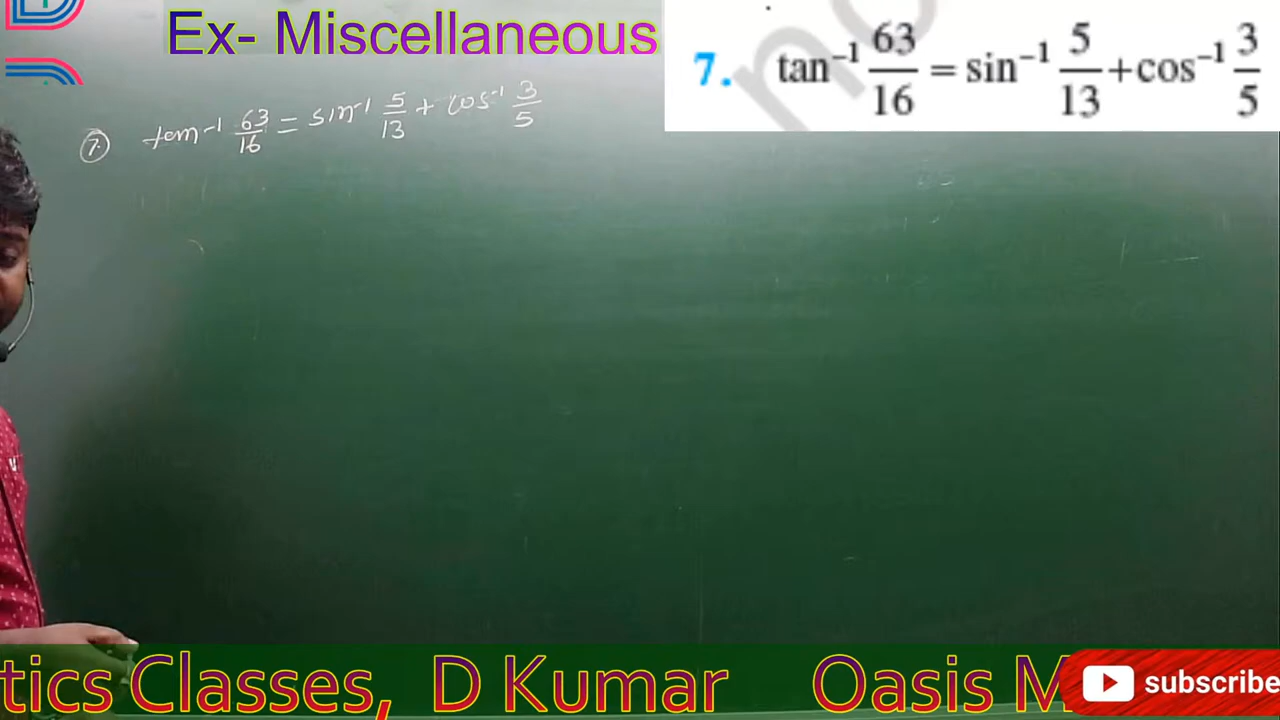 Ex- Miscellaneous
7. tan⁻¹ 63/16 = sin⁻¹ 5/13 + cos⁻¹ 3/5
7. tan⁻¹ 63/16 = sin⁻¹ 5/13 + cos⁻¹ 3/5
tics Classes, D Kumar Oasis M
subscribe